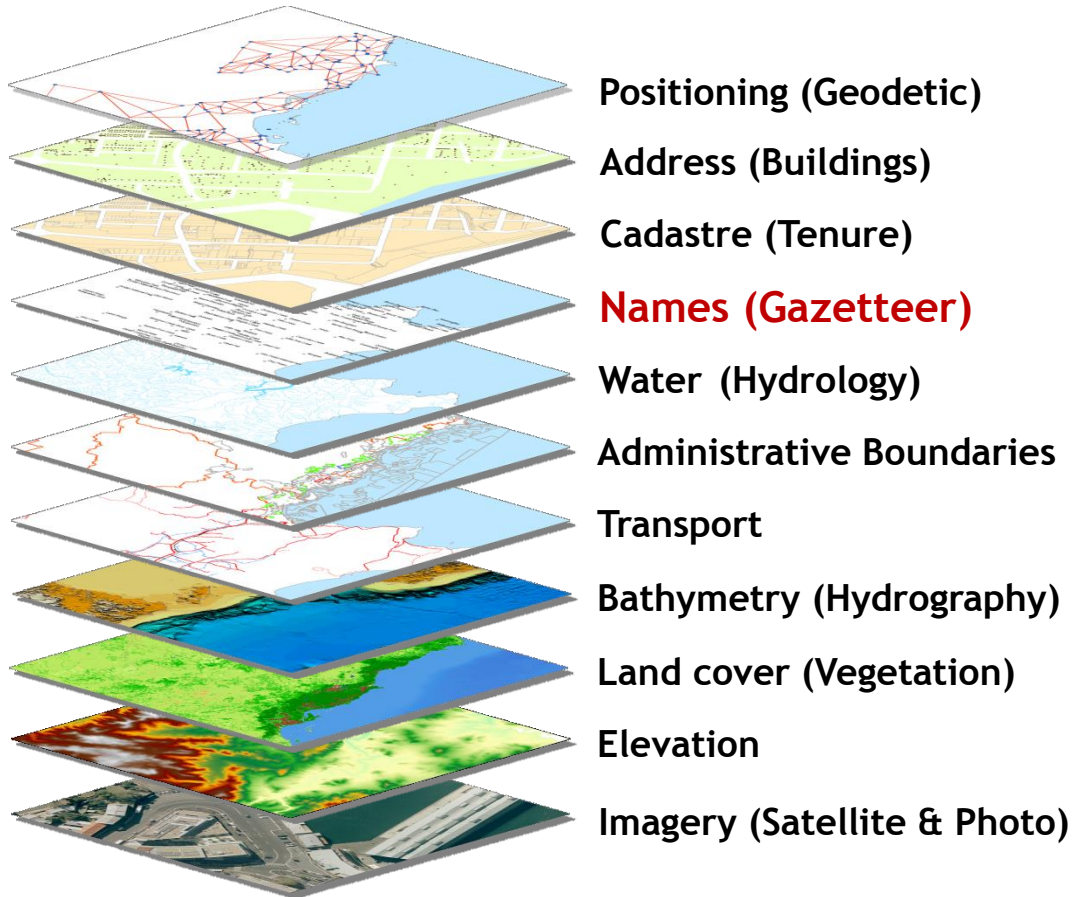 Positioning (Geodetic)
Address (Buildings)
Cadastre (Tenure)
Names (Gazetteer)
Water (Hydrology)
Administrative Boundaries
Transport
Bathymetry (Hydrography)
Land cover (Vegetation)
Elevation
Imagery (Satellite & Photo)